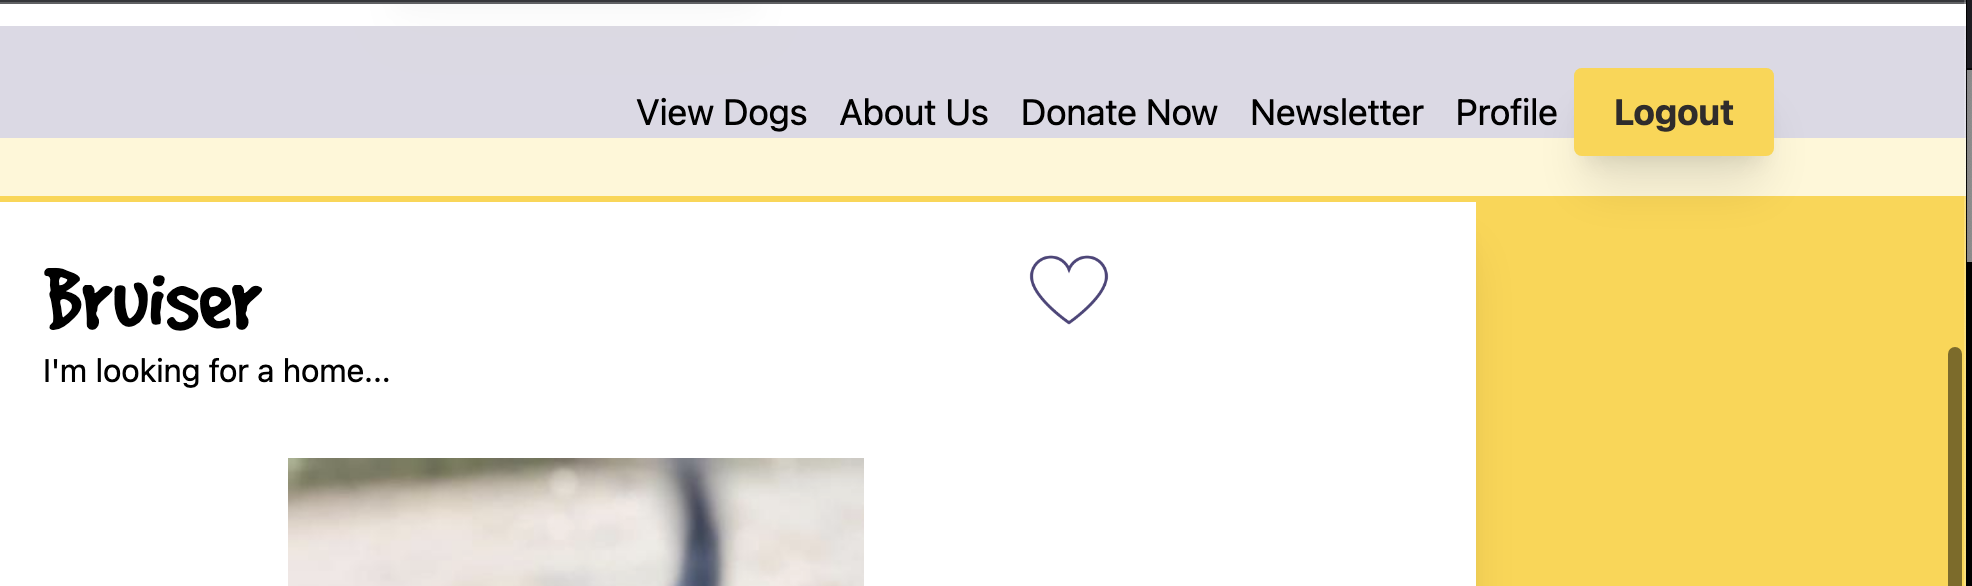 View Dogs About Us Donate Now Newsletter Profile Logout
Bruiser
I'm looking for a home...